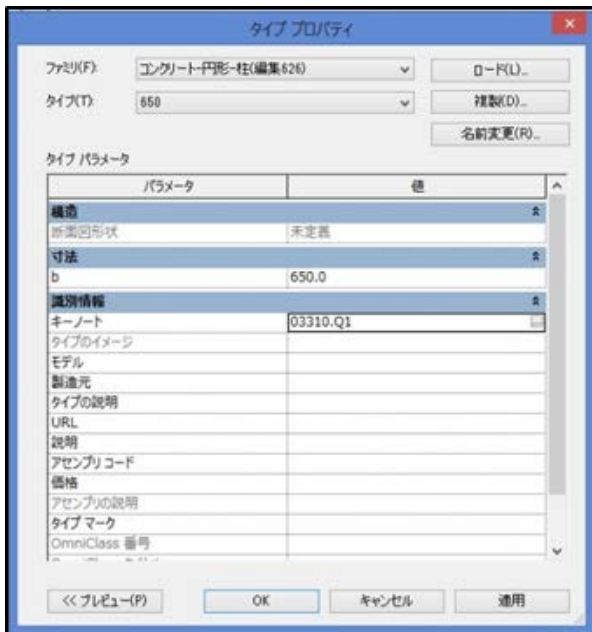 タイプ プロパティ
ファミリ(F): コンクリート-円形-柱(編集626) ロード(L)...
タイプ(T): 650 複製(D)...
名前変更(R)...
タイプ パラメータ
パラメータ 値
構造
断面図形状 未定義
寸法
b 650.0
識別情報
キーノート 03310.Q1
タイプのイメージ
モデル
製造元
タイプの説明
URL
説明
アセンブリ コード
価格
アセンブリの説明
タイプ マーク
OmniClass 番号
<< プレビュー(P) OK キャンセル 適用